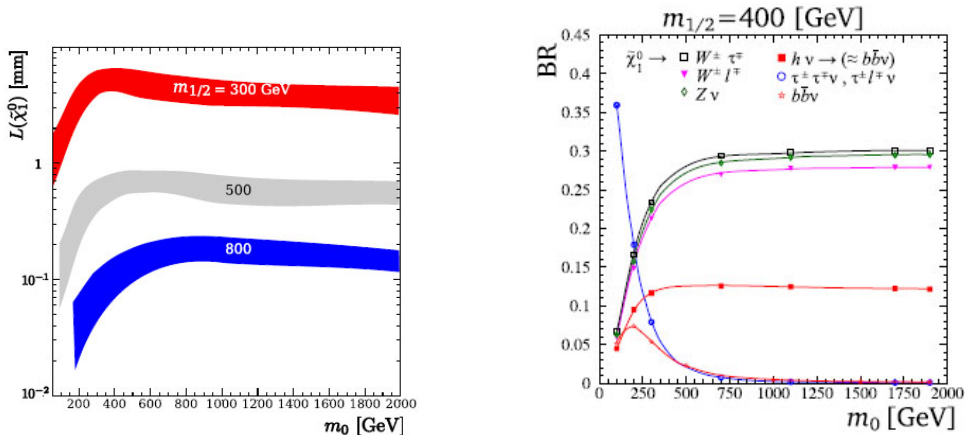 L(χ̃₁⁰) [mm]
1
10⁻¹
10⁻²
m₁/₂ = 300 GeV
500
800
200 400 600 800 1000 1200 1400 1600 1800 2000
m₀ [GeV]
m₁/₂ = 400 [GeV]
BR
0.45
0.4
0.35
0.3
0.25
0.2
0.15
0.1
0.05
0
χ̃₁⁰ → W± τ∓
W± l∓
Z ν
h ν → (≈ bb̄ν)
τ± τ∓ν , τ± l∓ ν
bb̄ν
0 250 500 750 1000 1250 1500 1750 2000
m₀ [GeV]